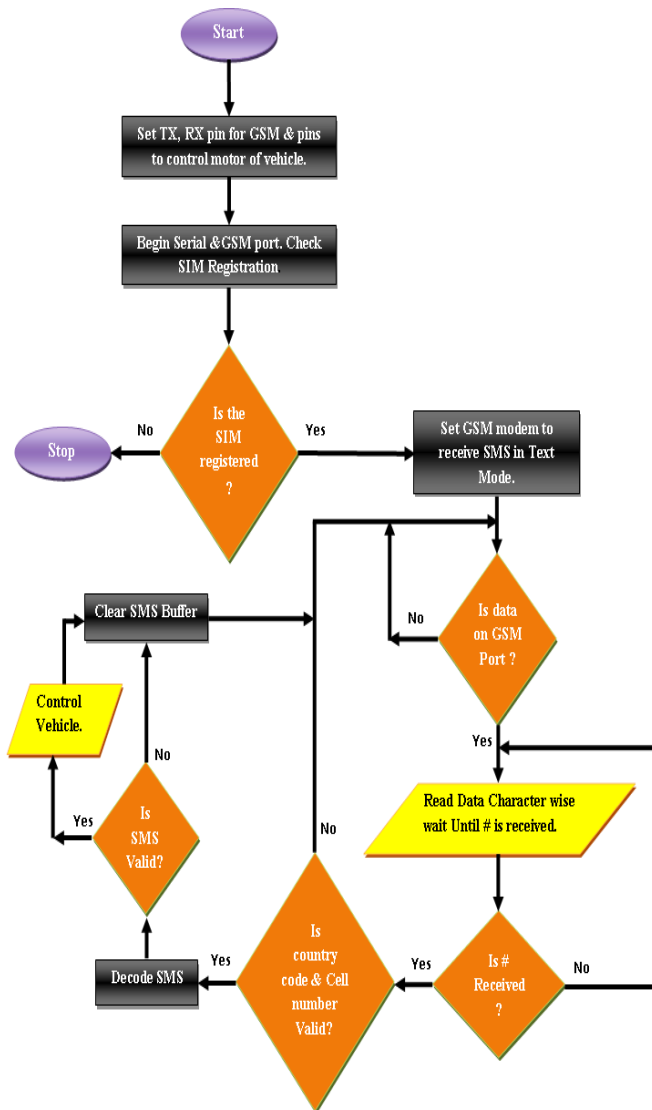 Start
Set TX, RX pin for GSM & pins
to control motor of vehicle.
Begin Serial &GSM port. Check
SIM Registration
Is the
SIM
registered
?
No
Yes
Stop
Set GSM modem to
receive SMS in Text
Mode.
Clear SMS Buffer
Is data
on GSM
Port ?
No
Yes
Control
Vehicle.
No
Yes
Is
SMS
Valid?
Read Data Character wise
wait Until # is received.
No
Is
country
code & Cell
number
Valid?
Yes
Decode SMS
Is #
Received
?
Yes
No